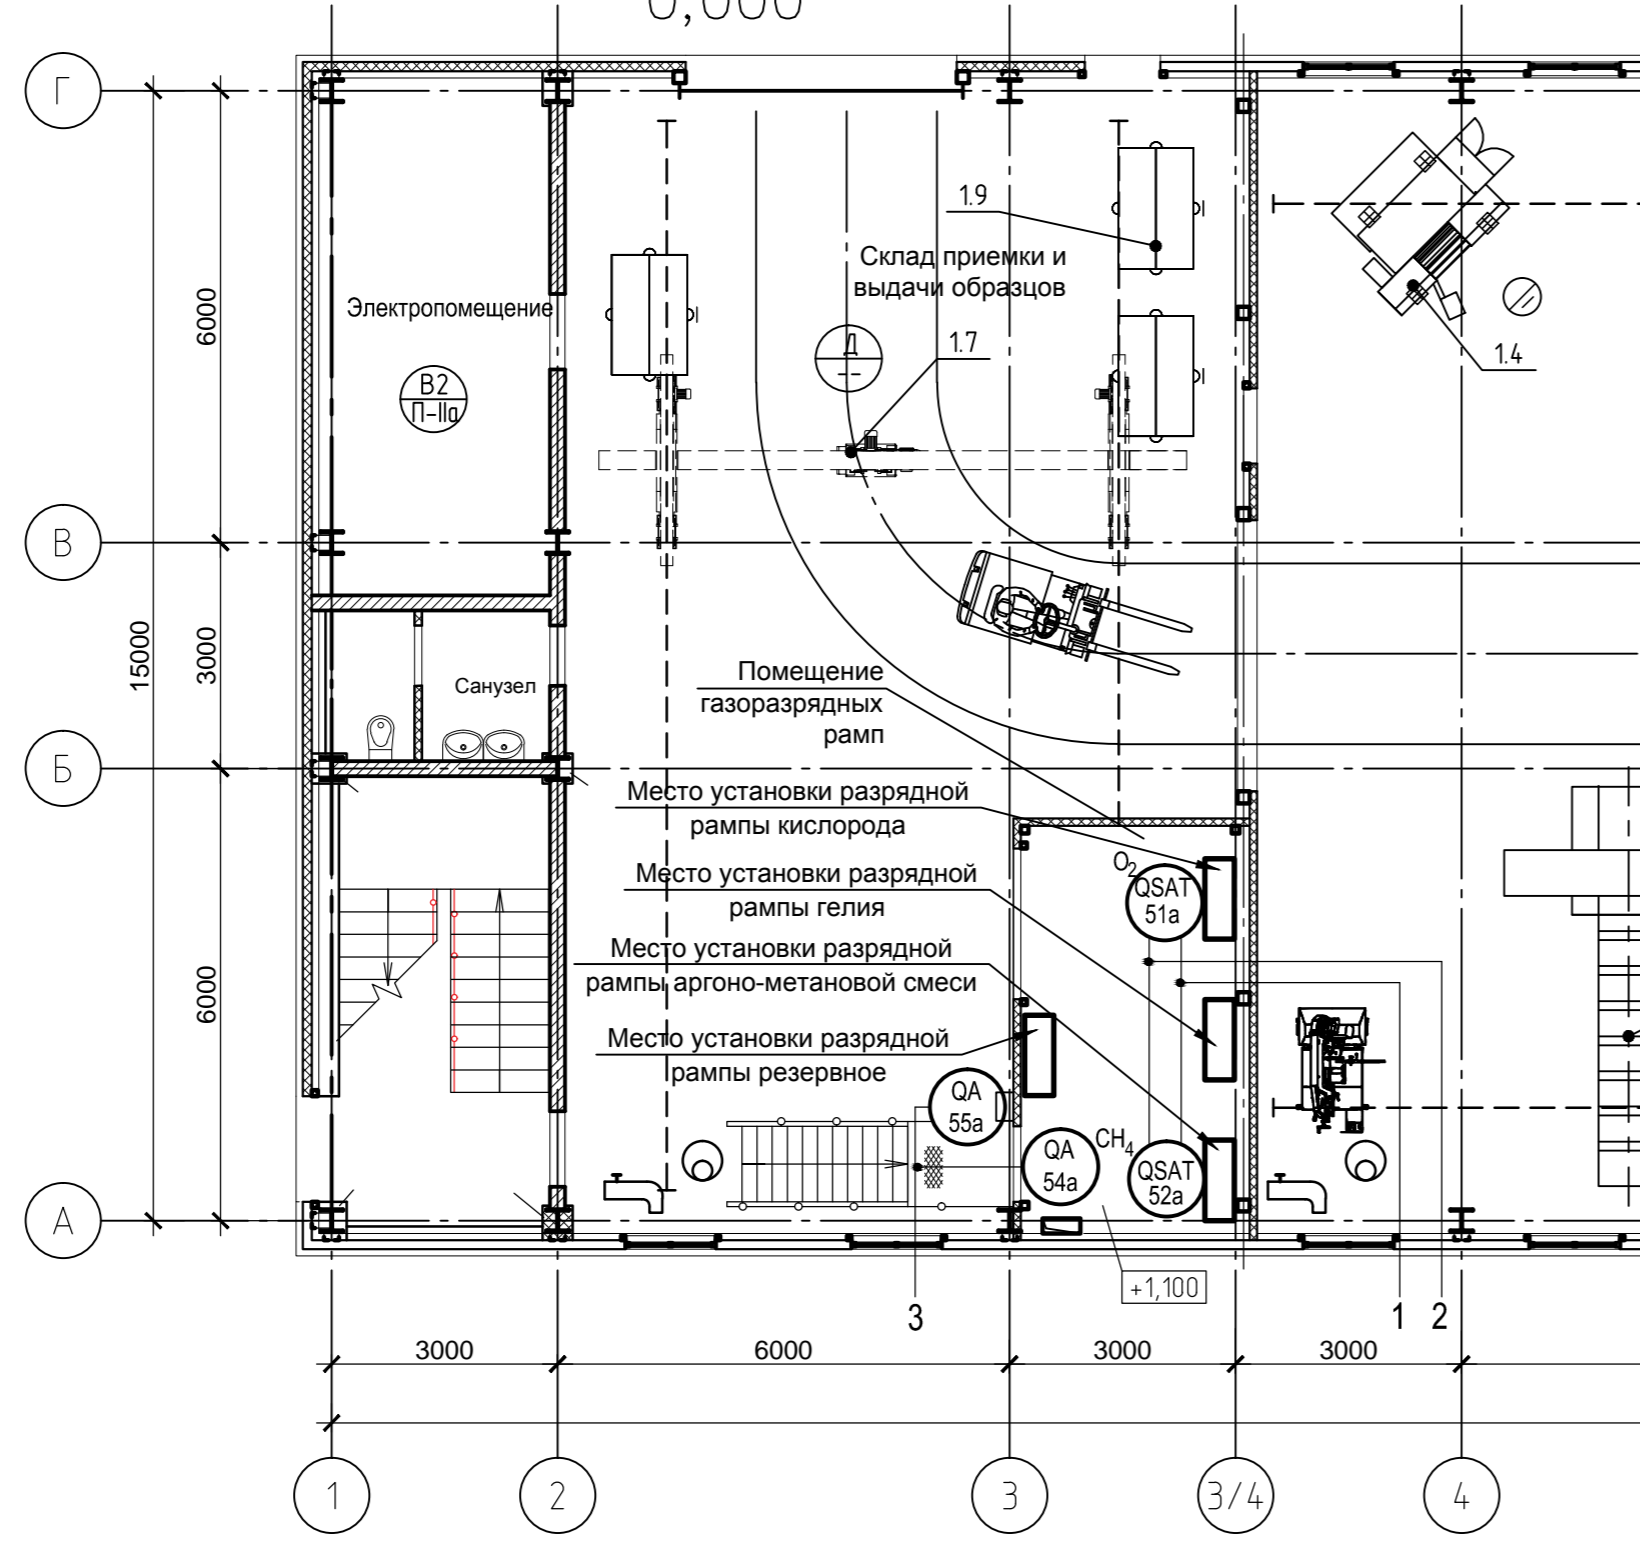 0,000
Г
1.9
Склад приемки и
выдачи образцов
Электропомещение
6000
Д
--
1.7
1.4
В2
П-IIа
В
15000
3000
Санузел
Помещение
газоразрядных
рамп
Б
Место установки разрядной
рампы кислорода
O2
QSAT
51а
Место установки разрядной
рампы гелия
Место установки разрядной
рампы аргоно-метановой смеси
6000
Место установки разрядной
рампы резервное
QA
55а
QA
54а
CH4
QSAT
52а
А
+1,100
3
1
2
3000
6000
3000
3000
1
2
3
3/4
4